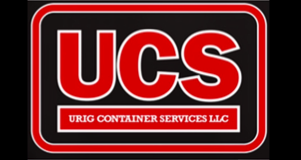 UCS
URIG CONTAINER SERVICES LLC